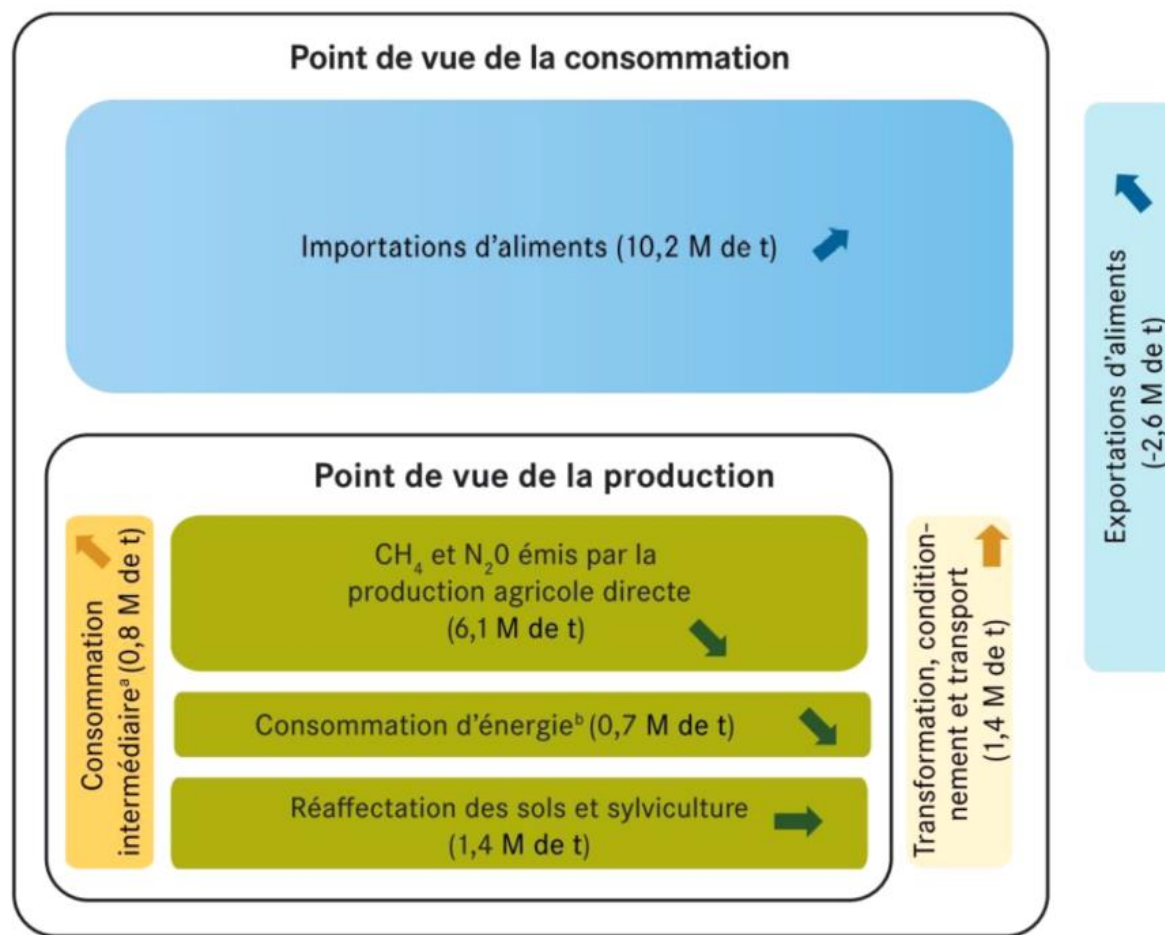 Point de vue de la consommation
Importations d'aliments (10,2 M de t)
Point de vue de la production
Consommation
intermédiaireᵃ (0,8 M de t)
CH₄ et N₂0 émis par la
production agricole directe
(6,1 M de t)
Consommation d'énergieᵇ (0,7 M de t)
Réaffectation des sols et sylviculture
(1,4 M de t)
Transformation, condition-
nement et transport
(1,4 M de t)
Exportations d'aliments
(-2,6 M de t)